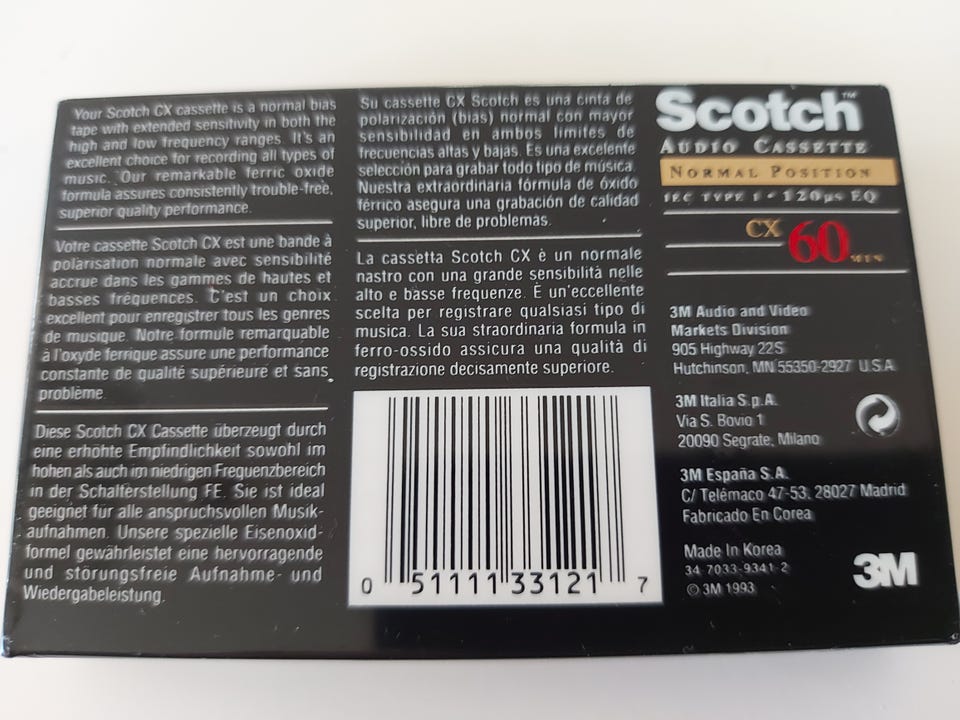 Your Scotch CX cassette is a normal bias
tape with extended sensitivity in both the
high and low frequency ranges. It's an
excellent choice for recording all types of
music. Our remarkable ferric oxide
formula assures consistently trouble-free,
superior quality performance.
Votre cassette Scotch CX est une bande à
polarisation normale avec sensibilité
accrue dans les gammes de hautes et
basses fréquences. C'est un choix
excellent pour enregistrer tous les genres
de musique. Notre formule remarquable
à l'oxyde ferrique assure une performance
constante de qualité supérieure et sans
problème.
Diese Scotch CX Cassette überzeugt durch
eine erhöhte Empfindlichkeit sowohl im
hohen als auch im niedrigen Frequenzbereich
in der Schalterstellung FE. Sie ist ideal
geeignet für alle anspruchsvollen Musik-
aufnahmen. Unsere spezielle Eisenoxid-
formel gewährleistet eine hervorragende
und störungsfreie Aufnahme- und
Wiedergabeleistung.
Su cassette CX Scotch es una cinta de
polarización (bias) normal con mayor
sensibilidad en ambos límites de
frecuencias altas y bajas. Es una excelente
selección para grabar todo tipo de música.
Nuestra extraordinaria fórmula de óxido
férrico asegura una grabación de calidad
superior, libre de problemas.
La cassetta Scotch CX è un normale
nastro con una grande sensibilità nelle
alto e basse frequenze. È un'eccellente
scelta per registrare qualsiasi tipo di
musica. La sua straordinaria formula in
ferro-ossido assicura una qualità di
registrazione decisamente superiore.
0 51111 33121 7
Scotch™
AUDIO CASSETTE
NORMAL POSITION
IEC TYPE I • 120µs EQ
CX 60 MIN
3M Audio and Video
Markets Division
905 Highway 22S
Hutchinson, MN 55350-2927 U.S.A.
3M Italia S.p.A.
Via S. Bovio 1
20090 Segrate, Milano
3M España S.A.
C/ Telémaco 47-53. 28027 Madrid
Fabricado En Corea
Made In Korea
34-7033-9341-2
© 3M 1993
3M